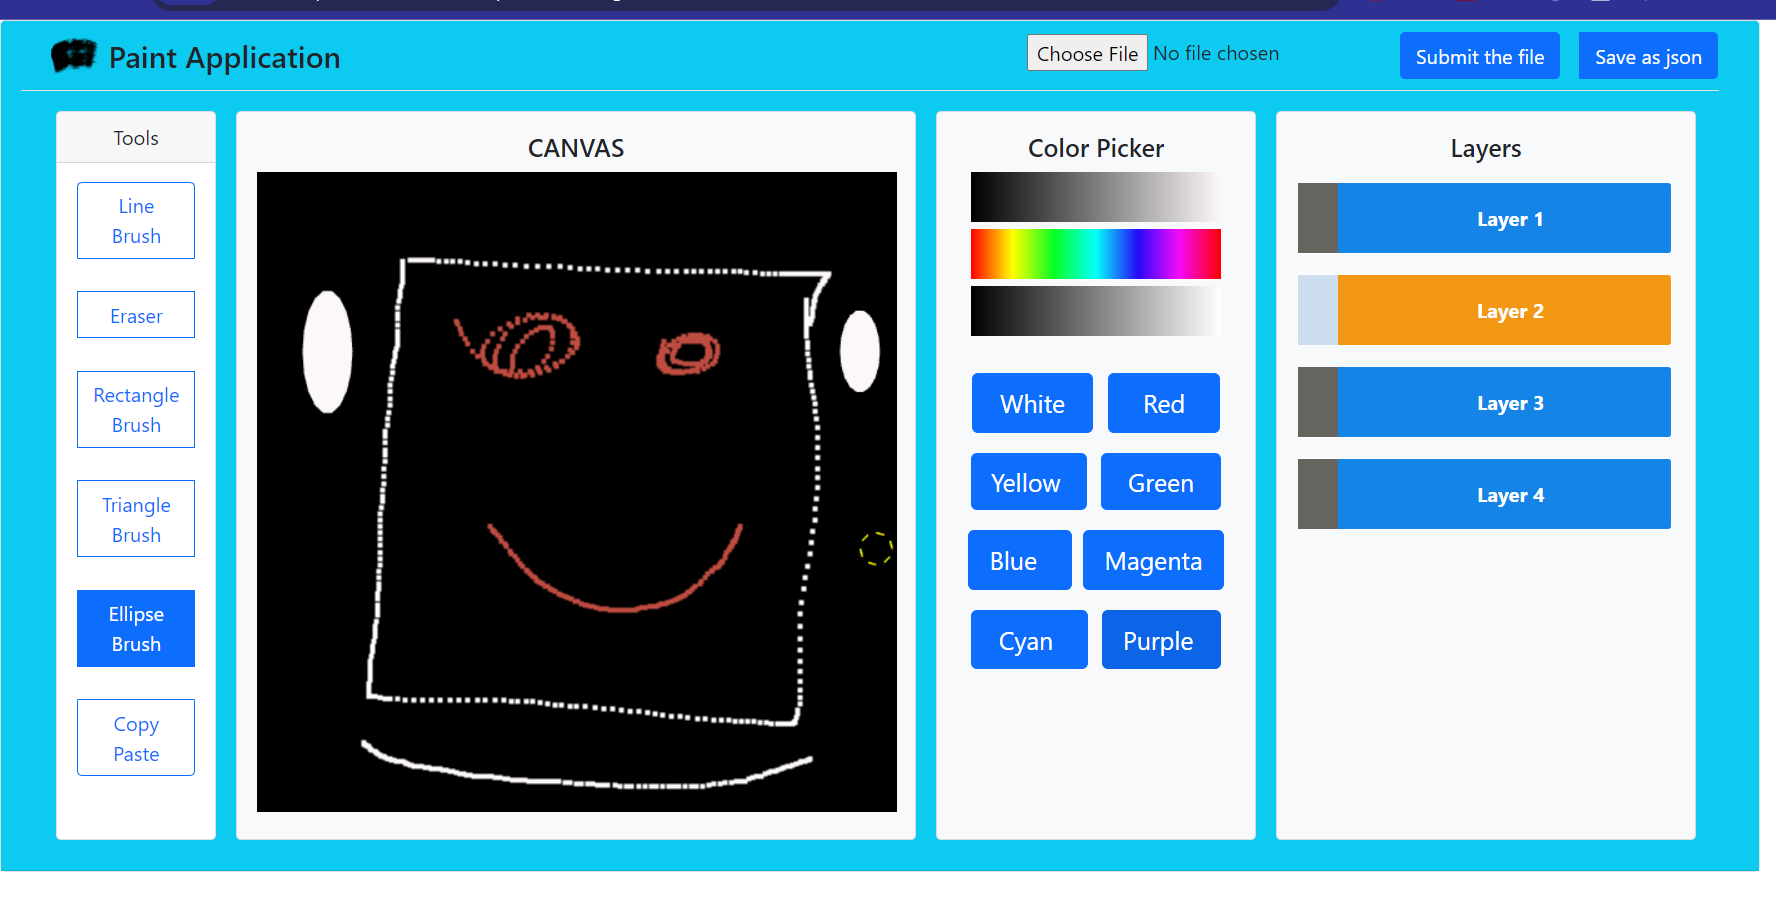 Paint Application
Choose File No file chosen
Submit the file
Save as json
Tools
Line
Brush
Eraser
Rectangle
Brush
Triangle
Brush
Ellipse
Brush
Copy
Paste
CANVAS
Color Picker
White
Red
Yellow
Green
Blue
Magenta
Cyan
Purple
Layers
Layer 1
Layer 2
Layer 3
Layer 4